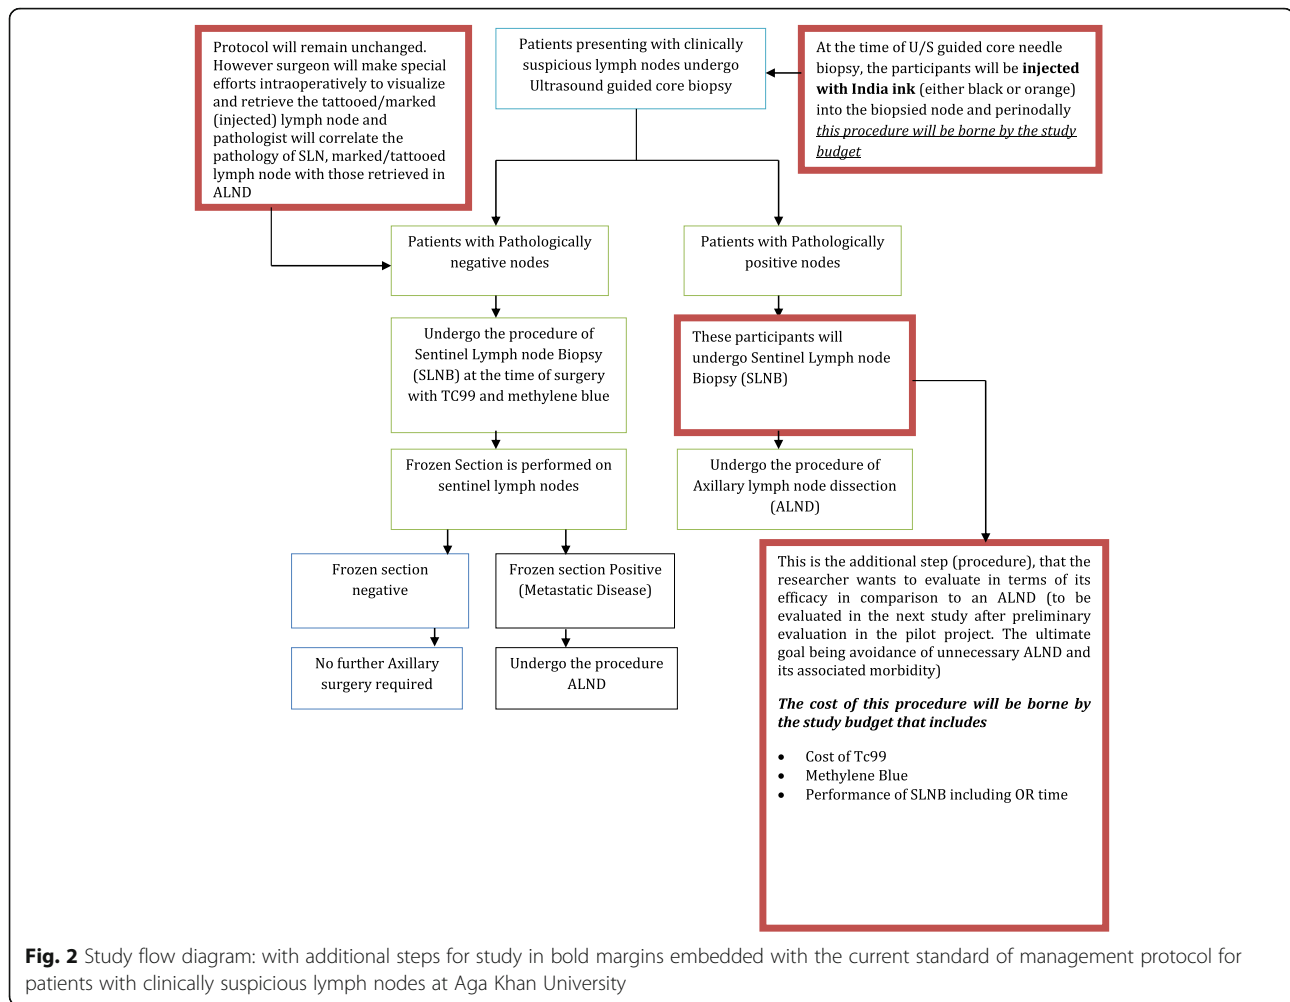 Protocol will remain unchanged.
However surgeon will make special
efforts intraoperatively to visualize
and retrieve the tattooed/marked
(injected) lymph node and
pathologist will correlate the
pathology of SLN, marked/tattooed
lymph node with those retrieved in
ALND
Patients presenting with clinically
suspicious lymph nodes undergo
Ultrasound guided core biopsy
At the time of U/S guided core needle
biopsy, the participants will be injected
with India ink (either black or orange)
into the biopsied node and perinodally
this procedure will be borne by the study
budget
Patients with Pathologically
negative nodes
Patients with Pathologically
positive nodes
Undergo the procedure of
Sentinel Lymph node Biopsy
(SLNB) at the time of surgery
with TC99 and methylene blue
These participants will
undergo Sentinel Lymph node
Biopsy (SLNB)
Frozen Section is performed on
sentinel lymph nodes
Undergo the procedure of
Axillary lymph node dissection
(ALND)
Frozen section
negative
Frozen section Positive
(Metastatic Disease)
No further Axillary
surgery required
Undergo the procedure
ALND
This is the additional step (procedure), that the
researcher wants to evaluate in terms of its
efficacy in comparison to an ALND (to be
evaluated in the next study after preliminary
evaluation in the pilot project. The ultimate
goal being avoidance of unnecessary ALND and
its associated morbidity)
The cost of this procedure will be borne by
the study budget that includes
• Cost of Tc99
• Methylene Blue
• Performance of SLNB including OR time
Fig. 2 Study flow diagram: with additional steps for study in bold margins embedded with the current standard of management protocol for
patients with clinically suspicious lymph nodes at Aga Khan University